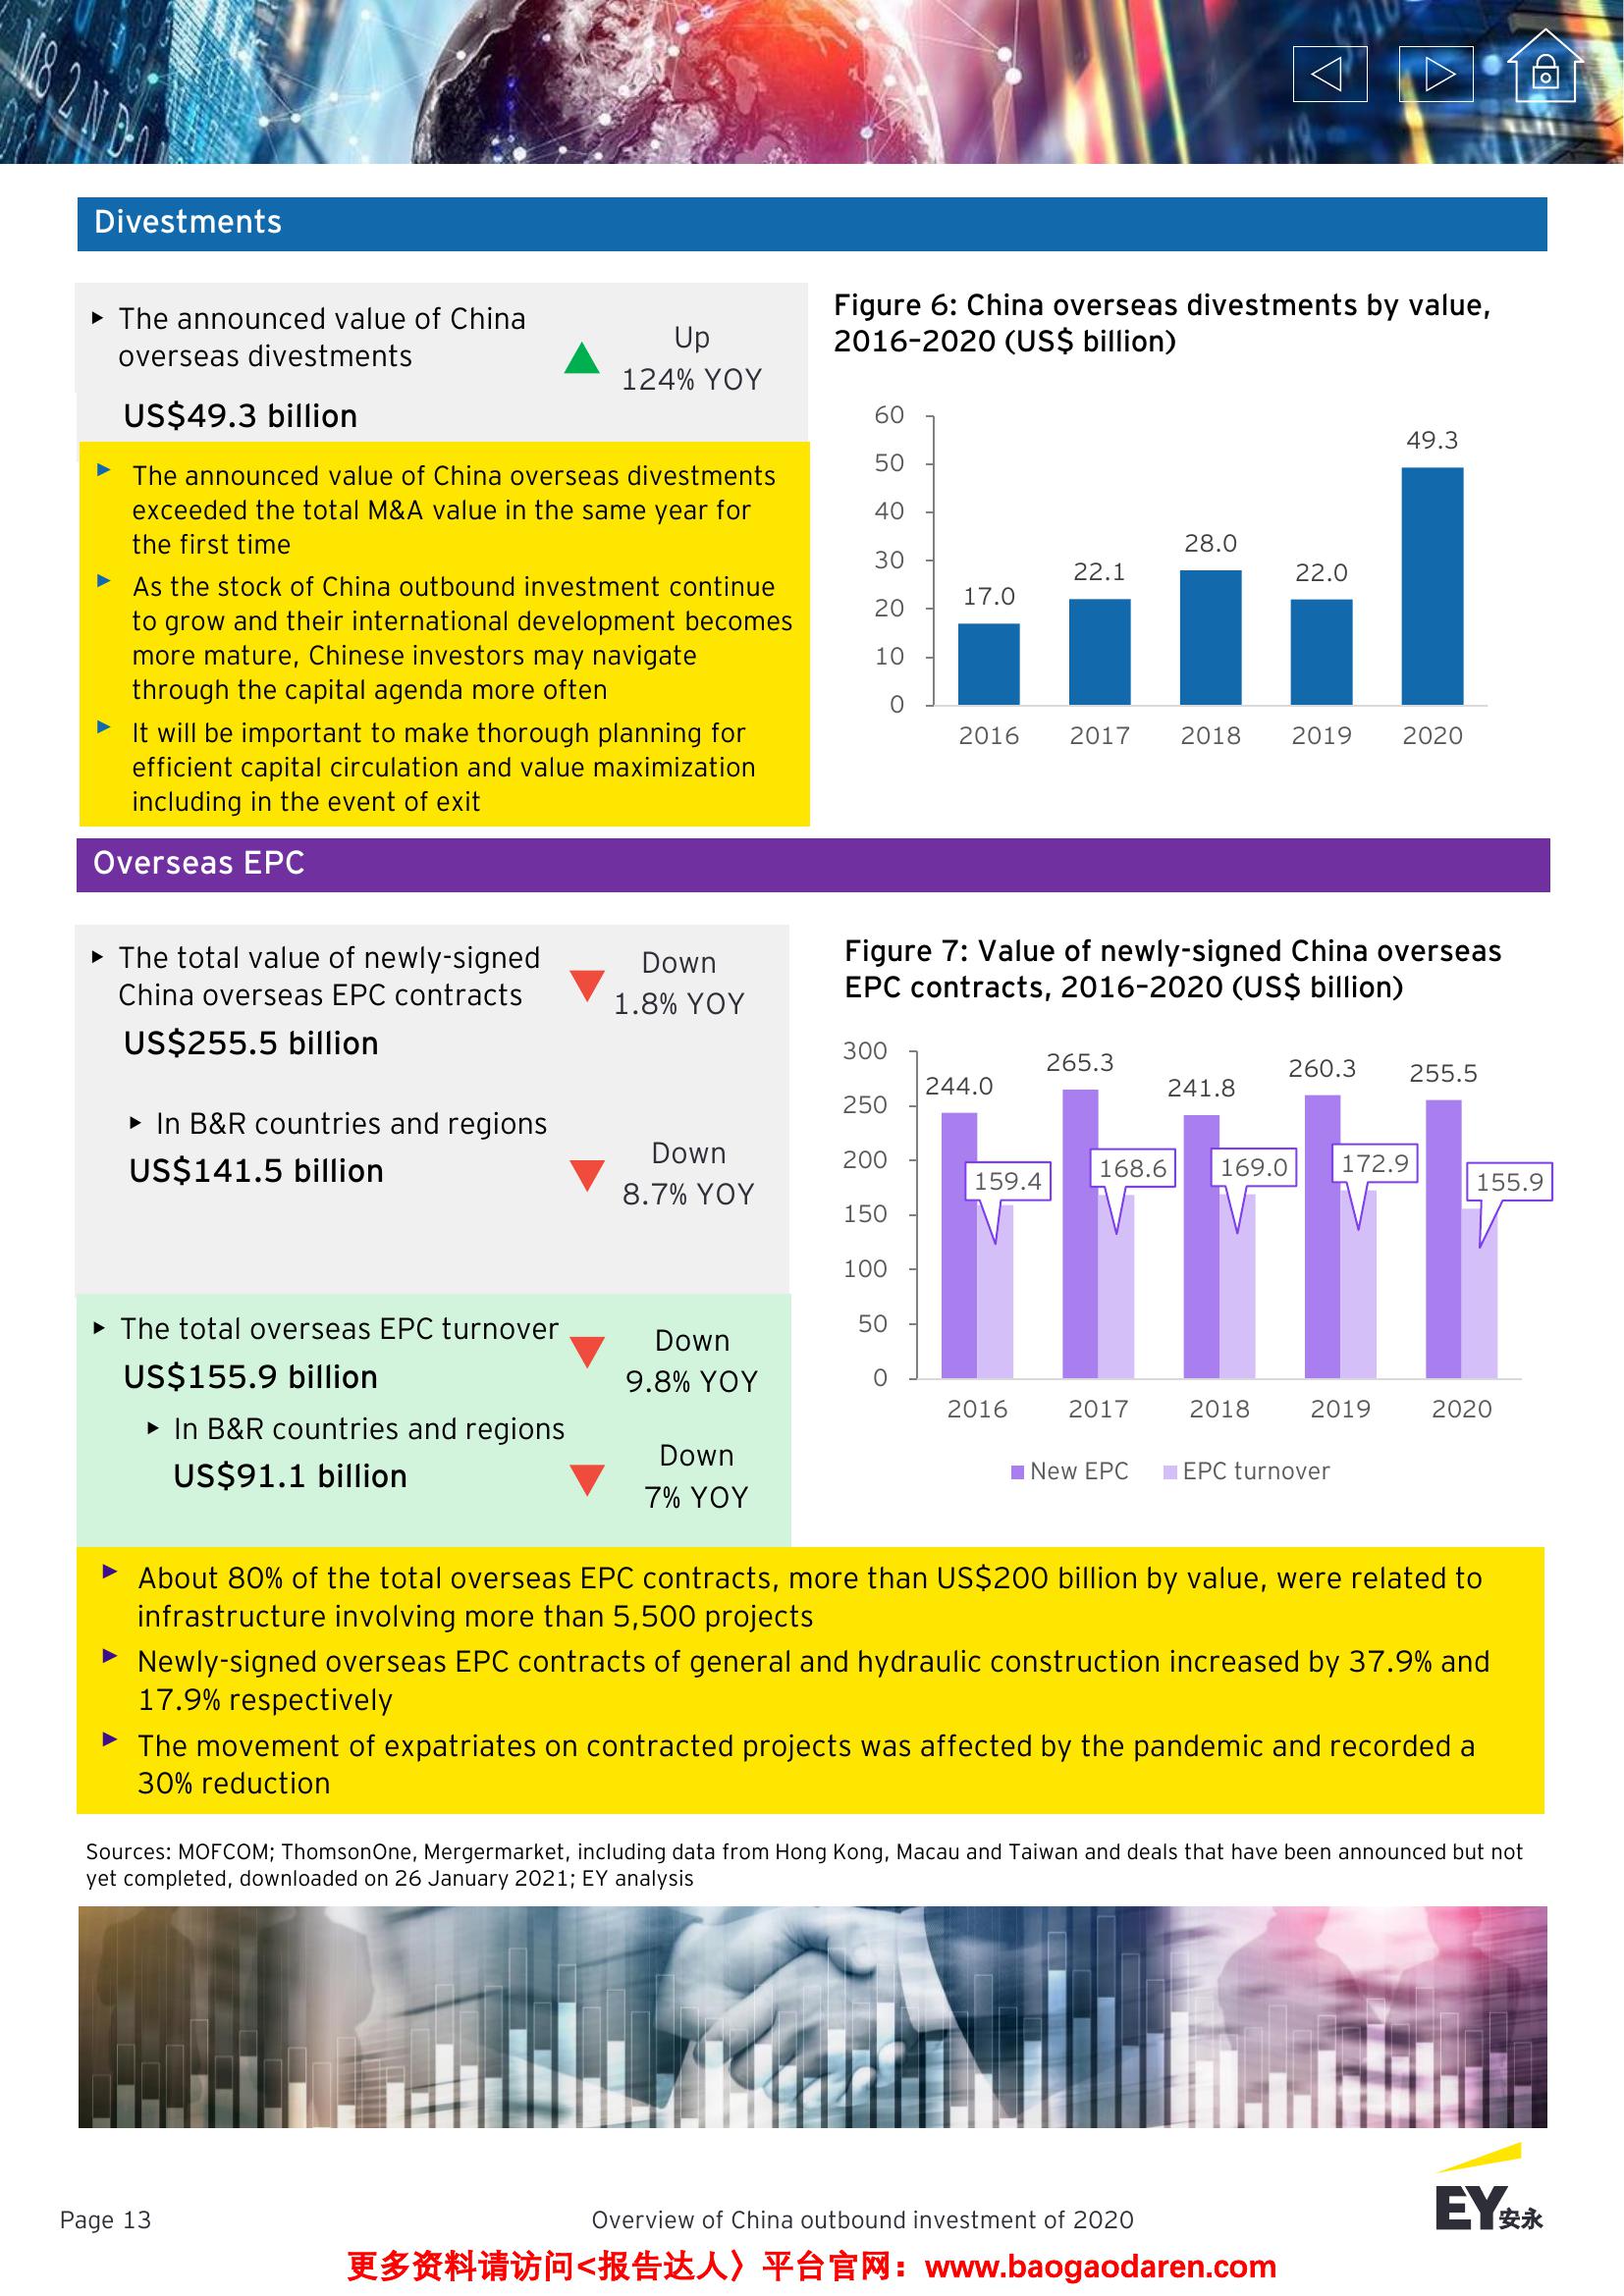 Divestments
► The announced value of China
overseas divestments
US$49.3 billion
Up
124% YOY
► The announced value of China overseas divestments
exceeded the total M&A value in the same year for
the first time
► As the stock of China outbound investment continue
to grow and their international development becomes
more mature, Chinese investors may navigate
through the capital agenda more often
► It will be important to make thorough planning for
efficient capital circulation and value maximization
including in the event of exit
Figure 6: China overseas divestments by value,
2016–2020 (US$ billion)
60
50
40
30
20
10
0
17.0
22.1
28.0
22.0
49.3
2016 2017 2018 2019 2020
Overseas EPC
► The total value of newly-signed
China overseas EPC contracts
US$255.5 billion
Down
1.8% YOY
► In B&R countries and regions
US$141.5 billion
Down
8.7% YOY
► The total overseas EPC turnover
US$155.9 billion
Down
9.8% YOY
► In B&R countries and regions
US$91.1 billion
Down
7% YOY
Figure 7: Value of newly-signed China overseas
EPC contracts, 2016–2020 (US$ billion)
300
250
200
150
100
50
0
244.0 265.3 241.8 260.3 255.5
159.4 168.6 169.0 172.9 155.9
2016 2017 2018 2019 2020
New EPC EPC turnover
► About 80% of the total overseas EPC contracts, more than US$200 billion by value, were related to
infrastructure involving more than 5,500 projects
► Newly-signed overseas EPC contracts of general and hydraulic construction increased by 37.9% and
17.9% respectively
► The movement of expatriates on contracted projects was affected by the pandemic and recorded a
30% reduction
Sources: MOFCOM; ThomsonOne, Mergermarket, including data from Hong Kong, Macau and Taiwan and deals that have been announced but not
yet completed, downloaded on 26 January 2021; EY analysis
EY安永
Page 13
Overview of China outbound investment of 2020
更多资料请访问<报告达人〉平台官网：www.baogaodaren.com